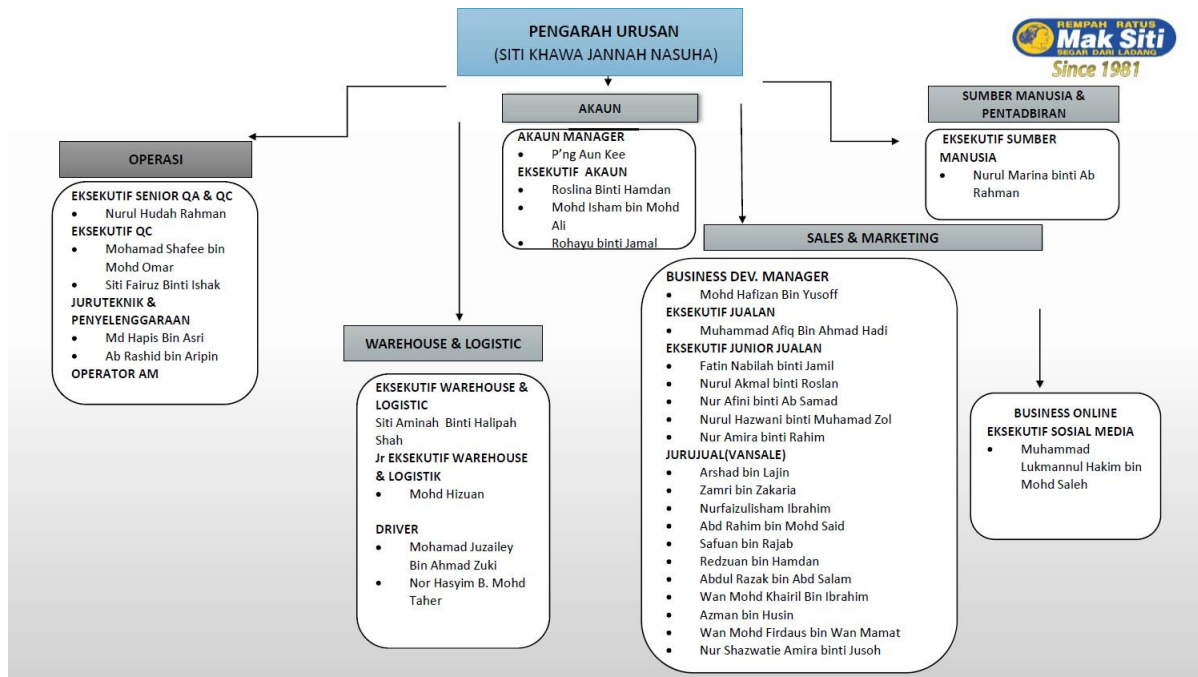 PENGARAH URUSAN
(SITI KHAWA JANNAH NASUHA)
REMPAH RATUS
Mak Siti
SEGAR DARI LADANG
Since 1981
OPERASI
EKSEKUTIF SENIOR QA & QC
• Nurul Hudah Rahman
EKSEKUTIF QC
• Mohamad Shafee bin
Mohd Omar
• Siti Fairuz Binti Ishak
JURUTEKNIK &
PENYELENGGARAAN
• Md Hapis Bin Asri
• Ab Rashid bin Aripin
OPERATOR AM
WAREHOUSE & LOGISTIC
EKSEKUTIF WAREHOUSE &
LOGISTIC
Siti Aminah Binti Halipah
Shah
Jr EKSEKUTIF WAREHOUSE
& LOGISTIK
• Mohd Hizuan
DRIVER
• Mohamad Juzailey
Bin Ahmad Zuki
• Nor Hasyim B. Mohd
Taher
AKAUN
AKAUN MANAGER
• P'ng Aun Kee
EKSEKUTIF AKAUN
• Roslina Binti Hamdan
• Mohd Isham bin Mohd
Ali
• Rohayu binti Jamal
SALES & MARKETING
BUSINESS DEV. MANAGER
• Mohd Hafizan Bin Yusoff
EKSEKUTIF JUALAN
• Muhammad Afiq Bin Ahmad Hadi
EKSEKUTIF JUNIOR JUALAN
• Fatin Nabilah binti Jamil
• Nurul Akmal binti Roslan
• Nur Afini binti Ab Samad
• Nurul Hazwani binti Muhamad Zol
• Nur Amira binti Rahim
JURUJUAL(VANSALE)
• Arshad bin Lajin
• Zamri bin Zakaria
• Nurfaizulisham Ibrahim
• Abd Rahim bin Mohd Said
• Safuan bin Rajab
• Redzuan bin Hamdan
• Abdul Razak bin Abd Salam
• Wan Mohd Khairil Bin Ibrahim
• Azman bin Husin
• Wan Mohd Firdaus bin Wan Mamat
• Nur Shazwatie Amira binti Jusoh
SUMBER MANUSIA &
PENTADBIRAN
EKSEKUTIF SUMBER
MANUSIA
• Nurul Marina binti Ab
Rahman
BUSINESS ONLINE
EKSEKUTIF SOSIAL MEDIA
• Muhammad
Lukmannul Hakim bin
Mohd Saleh